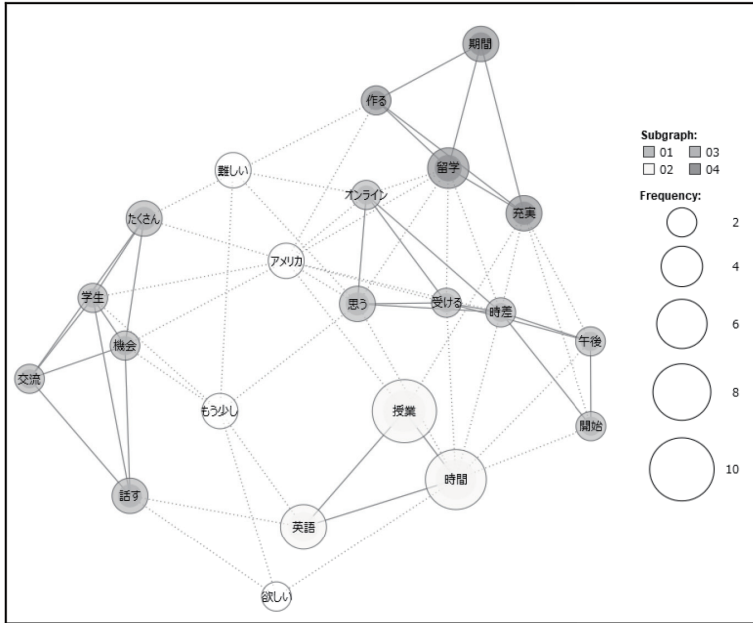 期間
作る
留学
難しい
オンライン
充実
たくさん
アメリカ
学生
思う
受ける
時差
機会
午後
交流
もう少し
授業
開始
時間
話す
英語
欲しい
Subgraph:
01 03
02 04
Frequency:
2
4
6
8
10